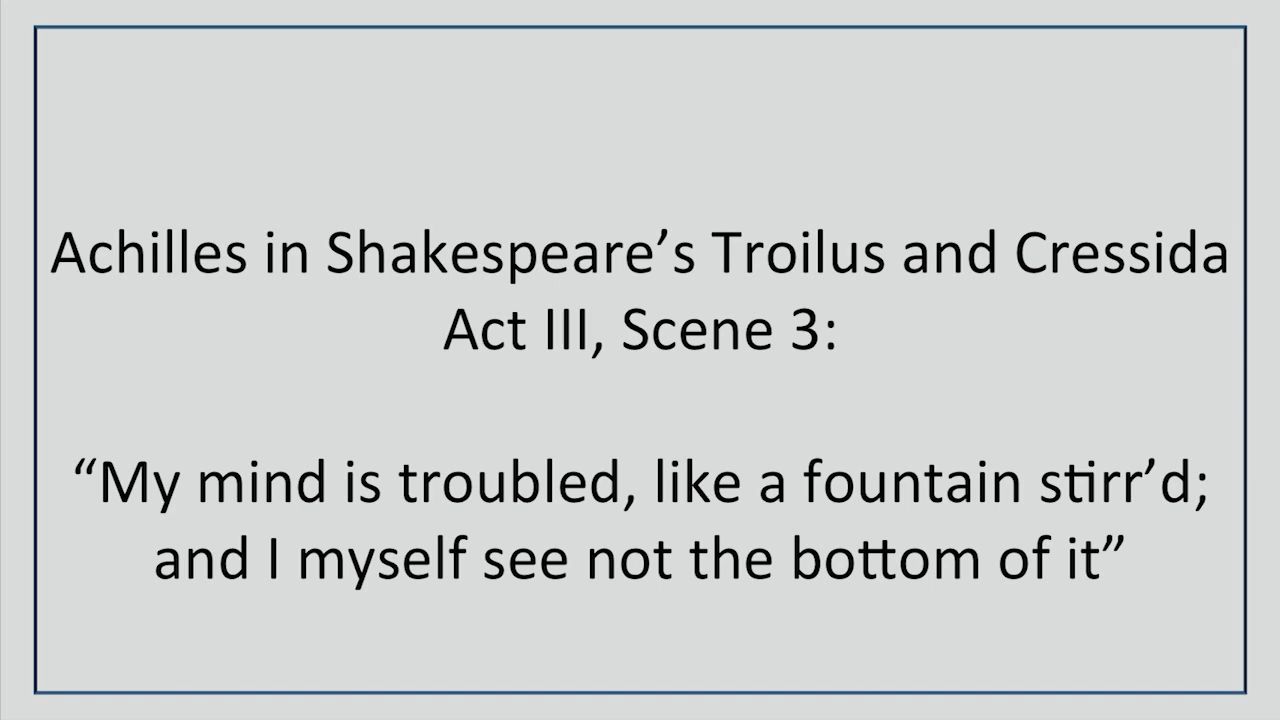 Achilles in Shakespeare’s Troilus and Cressida
Act III, Scene 3:
“My mind is troubled, like a fountain stirr’d;
and I myself see not the bottom of it”